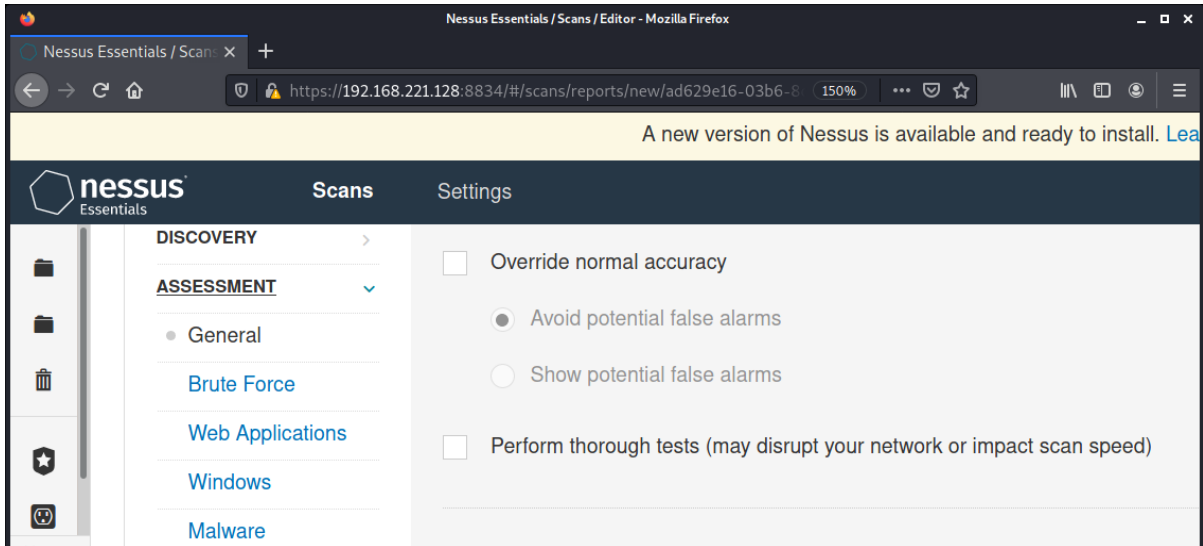 Nessus Essentials / Scans / Editor - Mozilla Firefox
Nessus Essentials / Scans
https://192.168.221.128:8834/#/scans/reports/new/ad629e16-03b6-8
150%
A new version of Nessus is available and ready to install. Lea
nessus
Essentials
Scans
Settings
DISCOVERY
ASSESSMENT
General
Brute Force
Web Applications
Windows
Malware
Override normal accuracy
Avoid potential false alarms
Show potential false alarms
Perform thorough tests (may disrupt your network or impact scan speed)